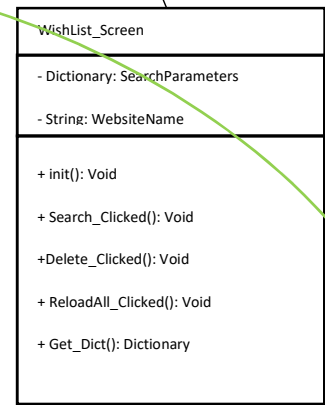 WishList_Screen
- Dictionary: SearchParameters
- String: WebsiteName
+ init(): Void
+ Search_Clicked(): Void
+Delete_Clicked(): Void
+ ReloadAll_Clicked(): Void
+ Get_Dict(): Dictionary